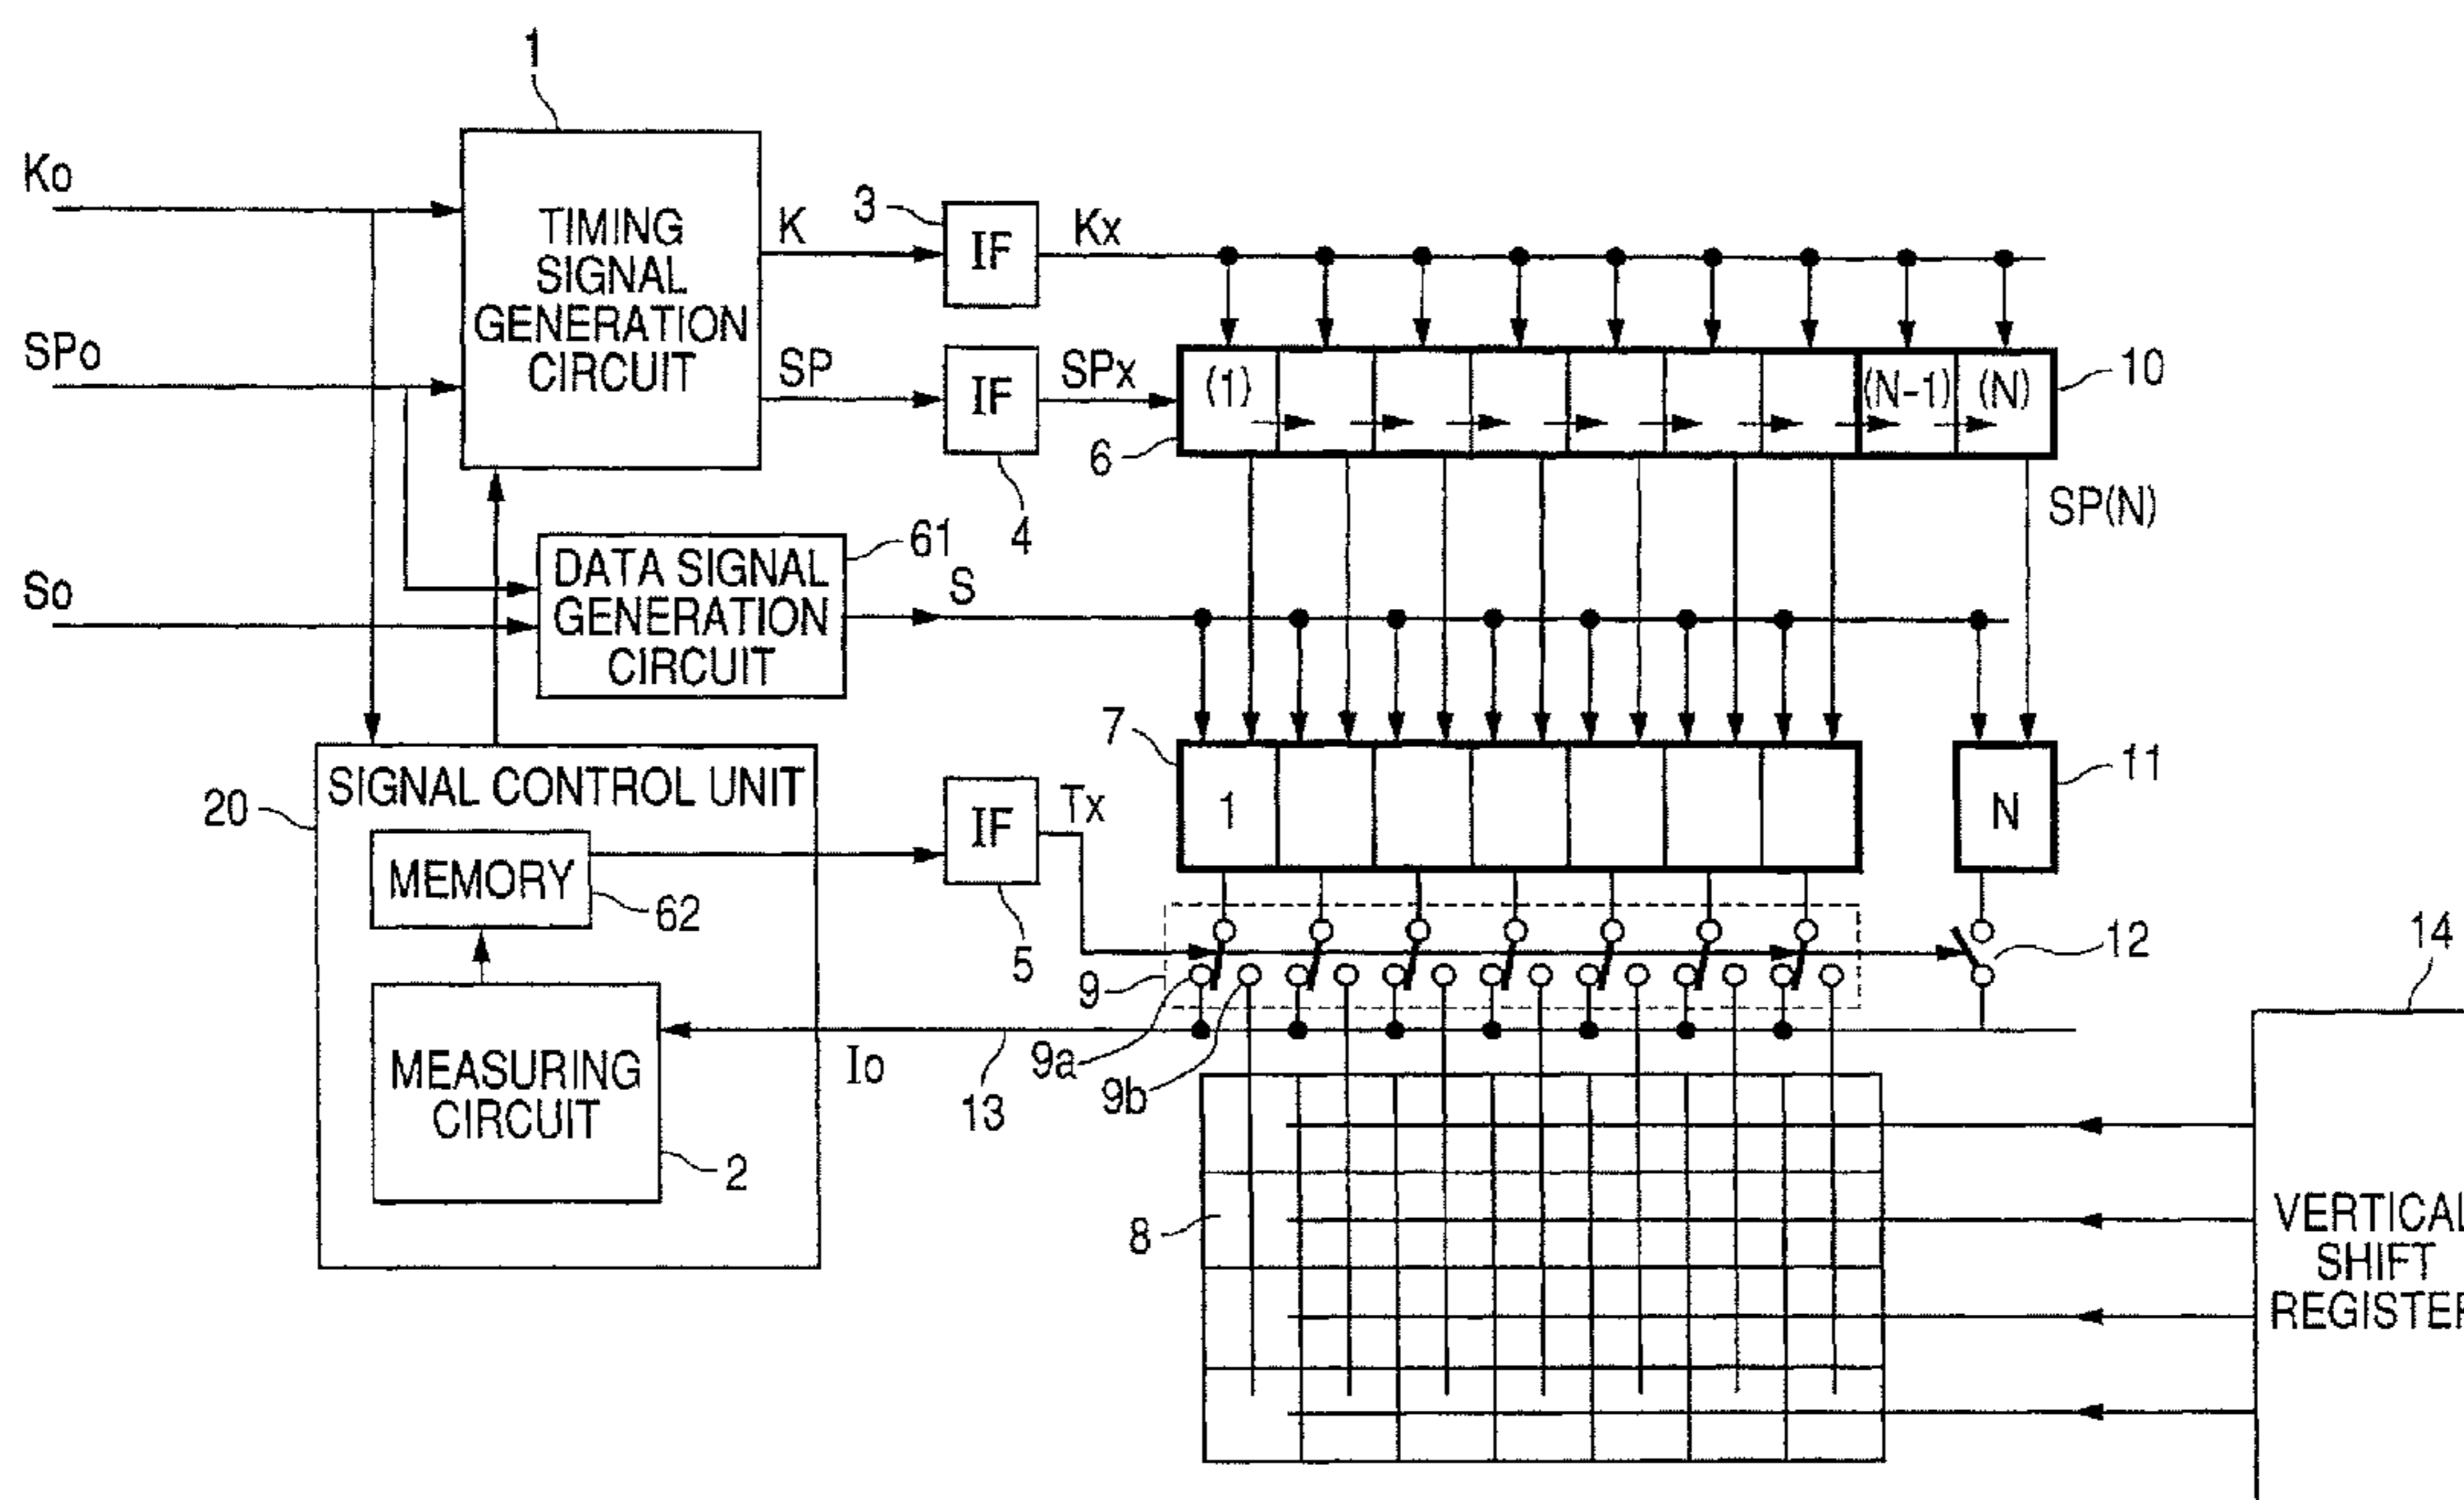 1
Ko
TIMING
SIGNAL
GENERATION
CIRCUIT
K
3
IF
Kx
SPo
SP
IF
SPx
(1)
(N-1)
(N)
10
6
4
SP(N)
61
DATA SIGNAL
GENERATION
CIRCUIT
S
So
7
1
11
N
SIGNAL CONTROL UNIT
20
IF
Tx
MEMORY
62
5
9
12
14
9a
9b
Io
13
MEASURING
CIRCUIT
2
8
VERTICAL
SHIFT
REGISTER